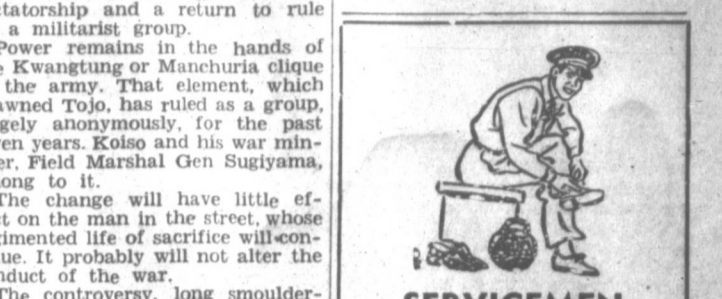 tatorship and a return to rule
a militarist group.
Power remains in the hands of
e Kwangtung or Manchuria clique
the army. That element, which
awned Tojo, has ruled as a group,
gely anonymously, for the past
en years. Koiso and his war min-
er, Field Marshal Gen Sugiyama,
ong to it.
The change will have little ef-
t on the man in the street, whose
imented life of sacrifice will con-
ue. It probably will not alter the
nduct of the war.
The controversy, long smoulder-
SERVICEMEN